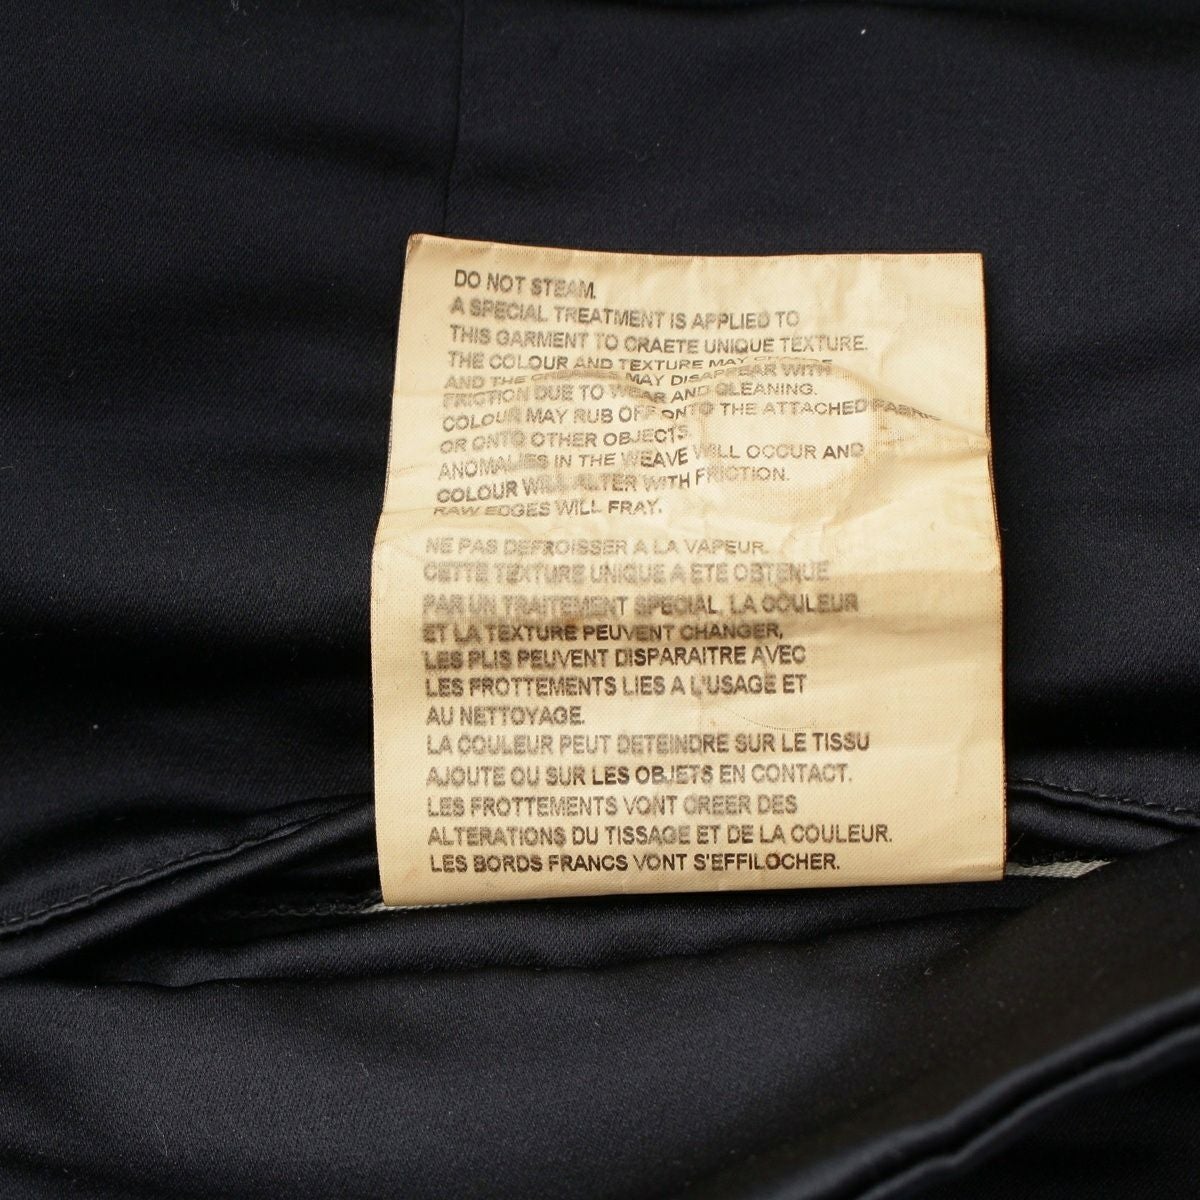 DO NOT STEAM.
A SPECIAL TREATMENT IS APPLIED TO
THIS GARMENT TO CRAETE UNIQUE TEXTURE.
THE COLOUR AND TEXTURE MAY CHANGE
AND THE CREASES MAY DISAPPEAR WITH
FRICTION DUE TO WEAR AND CLEANING.
COLOUR MAY RUB OFF ONTO THE ATTACHED FABRIC
OR ONTO OTHER OBJECTS.
ANOMALIES IN THE WEAVE WILL OCCUR AND
COLOUR WILL ALTER WITH FRICTION.
RAW EDGES WILL FRAY.
NE PAS DEFROISSER A LA VAPEUR.
CETTE TEXTURE UNIQUE A ETE OBTENUE
PAR UN TRAITEMENT SPECIAL, LA COULEUR
ET LA TEXTURE PEUVENT CHANGER,
LES PLIS PEUVENT DISPARAITRE AVEC
LES FROTTEMENTS LIES A L'USAGE ET
AU NETTOYAGE.
LA COULEUR PEUT DETEINDRE SUR LE TISSU
AJOUTE OU SUR LES OBJETS EN CONTACT.
LES FROTTEMENTS VONT CREER DES
ALTERATIONS DU TISSAGE ET DE LA COULEUR.
LES BORDS FRANCS VONT S'EFFILOCHER.